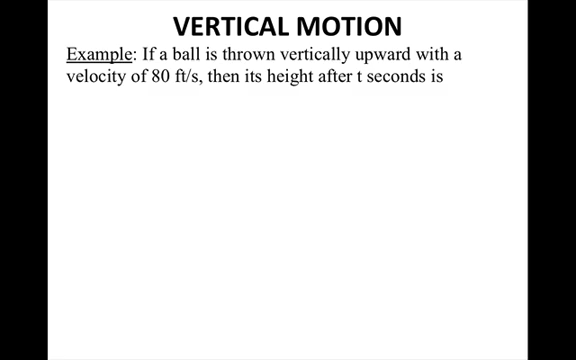 VERTICAL MOTION
Example: If a ball is thrown vertically upward with a
velocity of 80 ft/s, then its height after t seconds is